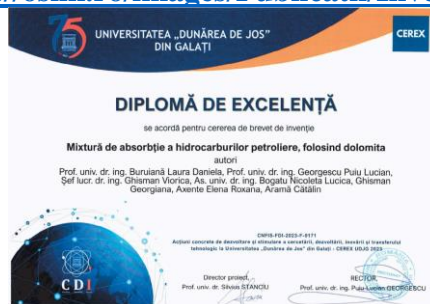 UNIVERSITATEA „DUNĂREA DE JOS”
DIN GALAȚI
CEREX
DIPLOMĂ DE EXCELENȚĂ
se acordă pentru cererea de brevet de invenție
Mixtură de absorbție a hidrocarburilor petroliere, folosind dolomita
autori
Prof. univ. dr. ing. Buruiană Laura Daniela, Prof. univ. dr. ing. Georgescu Puiu Lucian,
Șef lucr. dr. ing. Ghisman Viorica, As. univ. dr. ing. Bogatu Nicoleta Lucica, Ghisman
Georgiana, Axente Elena Roxana, Aramă Cătălin
CNFIS-FDI-2023-F-0171
Acțiuni concrete de dezvoltare și stimulare a cercetării, dezvoltării, inovării și transferului
tehnologic la Universitatea „Dunărea de Jos” din Galați - CEREX UDJG 2023
CDI
Director proiect,
Prof. univ. dr. Silvius STANCIU
RECTOR,
Prof. univ. dr. ing. Puiu-Lucian GEORGESCU